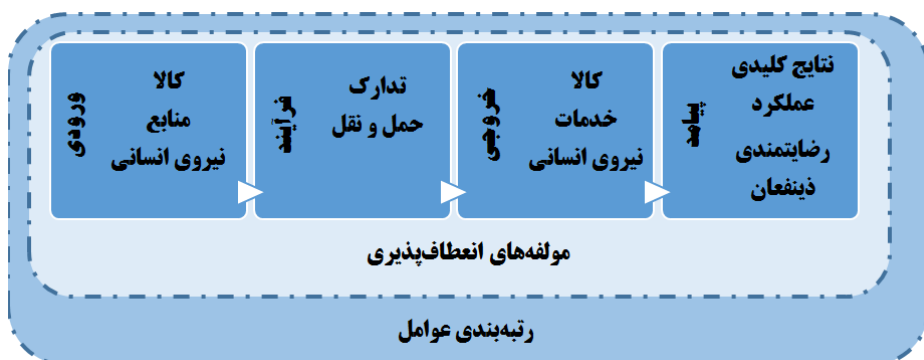 ورودی
کالا
منابع
نیروی انسانی
فرآیند
تدارک
حمل و نقل
خروجی
کالا
خدمات
نیروی انسانی
پیامد
نتایج کلیدی
عملکرد
رضایتمندی
ذینفعان
مولفه‌های انعطاف‌پذیری
رتبه‌بندی عوامل